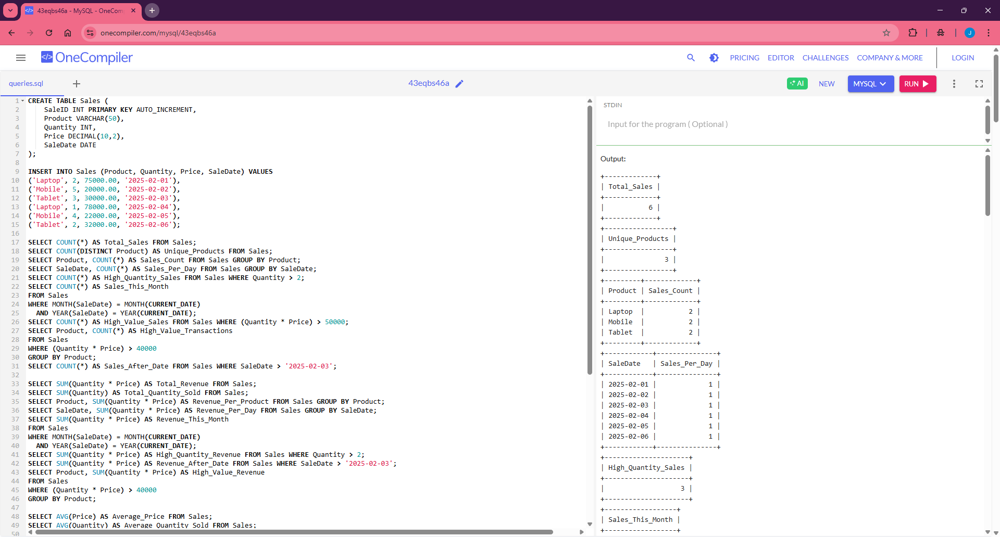 43eqbs46a - MySQL - OneCom
onecompiler.com/mysql/43eqbs46a
J
</> OneCompiler
PRICING EDITOR CHALLENGES COMPANY & MORE LOGIN
queries.sql
43eqbs46a
AI NEW MYSQL RUN
1 CREATE TABLE Sales (
2     SaleID INT PRIMARY KEY AUTO_INCREMENT,
3     Product VARCHAR(50),
4     Quantity INT,
5     Price DECIMAL(10,2),
6     SaleDate DATE
7 );
8
9 INSERT INTO Sales (Product, Quantity, Price, SaleDate) VALUES
10 ('Laptop', 2, 75000.00, '2025-02-01'),
11 ('Mobile', 5, 20000.00, '2025-02-02'),
12 ('Tablet', 3, 30000.00, '2025-02-03'),
13 ('Laptop', 1, 78000.00, '2025-02-04'),
14 ('Mobile', 4, 22000.00, '2025-02-05'),
15 ('Tablet', 2, 32000.00, '2025-02-06');
16
17 SELECT COUNT(*) AS Total_Sales FROM Sales;
18 SELECT COUNT(DISTINCT Product) AS Unique_Products FROM Sales;
19 SELECT Product, COUNT(*) AS Sales_Count FROM Sales GROUP BY Product;
20 SELECT SaleDate, COUNT(*) AS Sales_Per_Day FROM Sales GROUP BY SaleDate;
21 SELECT COUNT(*) AS High_Quantity_Sales FROM Sales WHERE Quantity > 2;
22 SELECT COUNT(*) AS Sales_This_Month
23 FROM Sales
24 WHERE MONTH(SaleDate) = MONTH(CURRENT_DATE)
25   AND YEAR(SaleDate) = YEAR(CURRENT_DATE);
26 SELECT COUNT(*) AS High_Value_Sales FROM Sales WHERE (Quantity * Price) > 50000;
27 SELECT Product, COUNT(*) AS High_Value_Transactions
28 FROM Sales
29 WHERE (Quantity * Price) > 40000
30 GROUP BY Product;
31 SELECT COUNT(*) AS Sales_After_Date FROM Sales WHERE SaleDate > '2025-02-03';
32
33 SELECT SUM(Quantity * Price) AS Total_Revenue FROM Sales;
34 SELECT SUM(Quantity) AS Total_Quantity_Sold FROM Sales;
35 SELECT Product, SUM(Quantity * Price) AS Revenue_Per_Product FROM Sales GROUP BY Product;
36 SELECT SaleDate, SUM(Quantity * Price) AS Revenue_Per_Day FROM Sales GROUP BY SaleDate;
37 SELECT SUM(Quantity * Price) AS Revenue_This_Month
38 FROM Sales
39 WHERE MONTH(SaleDate) = MONTH(CURRENT_DATE)
40   AND YEAR(SaleDate) = YEAR(CURRENT_DATE);
41 SELECT SUM(Quantity * Price) AS High_Quantity_Revenue FROM Sales WHERE Quantity > 2;
42 SELECT SUM(Quantity * Price) AS Revenue_After_Date FROM Sales WHERE SaleDate > '2025-02-03';
43 SELECT Product, SUM(Quantity * Price) AS High_Value_Revenue
44 FROM Sales
45 WHERE (Quantity * Price) > 40000
46 GROUP BY Product;
47
48 SELECT AVG(Price) AS Average_Price FROM Sales;
49 SELECT AVG(Quantity) AS Average_Quantity_Sold FROM Sales;
50
STDIN
Input for the program ( Optional )
Output:
+-------------+
| Total_Sales |
+-------------+
|           6 |
+-------------+
+-----------------+
| Unique_Products |
+-----------------+
|               3 |
+-----------------+
+---------+-------------+
| Product | Sales_Count |
+---------+-------------+
| Laptop  |           2 |
| Mobile  |           2 |
| Tablet  |           2 |
+---------+-------------+
+------------+---------------+
| SaleDate   | Sales_Per_Day |
+------------+---------------+
| 2025-02-01 |             1 |
| 2025-02-02 |             1 |
| 2025-02-03 |             1 |
| 2025-02-04 |             1 |
| 2025-02-05 |             1 |
| 2025-02-06 |             1 |
+------------+---------------+
+---------------------+
| High_Quantity_Sales |
+---------------------+
|                   3 |
+---------------------+
+------------------+
| Sales_This_Month |
+------------------+